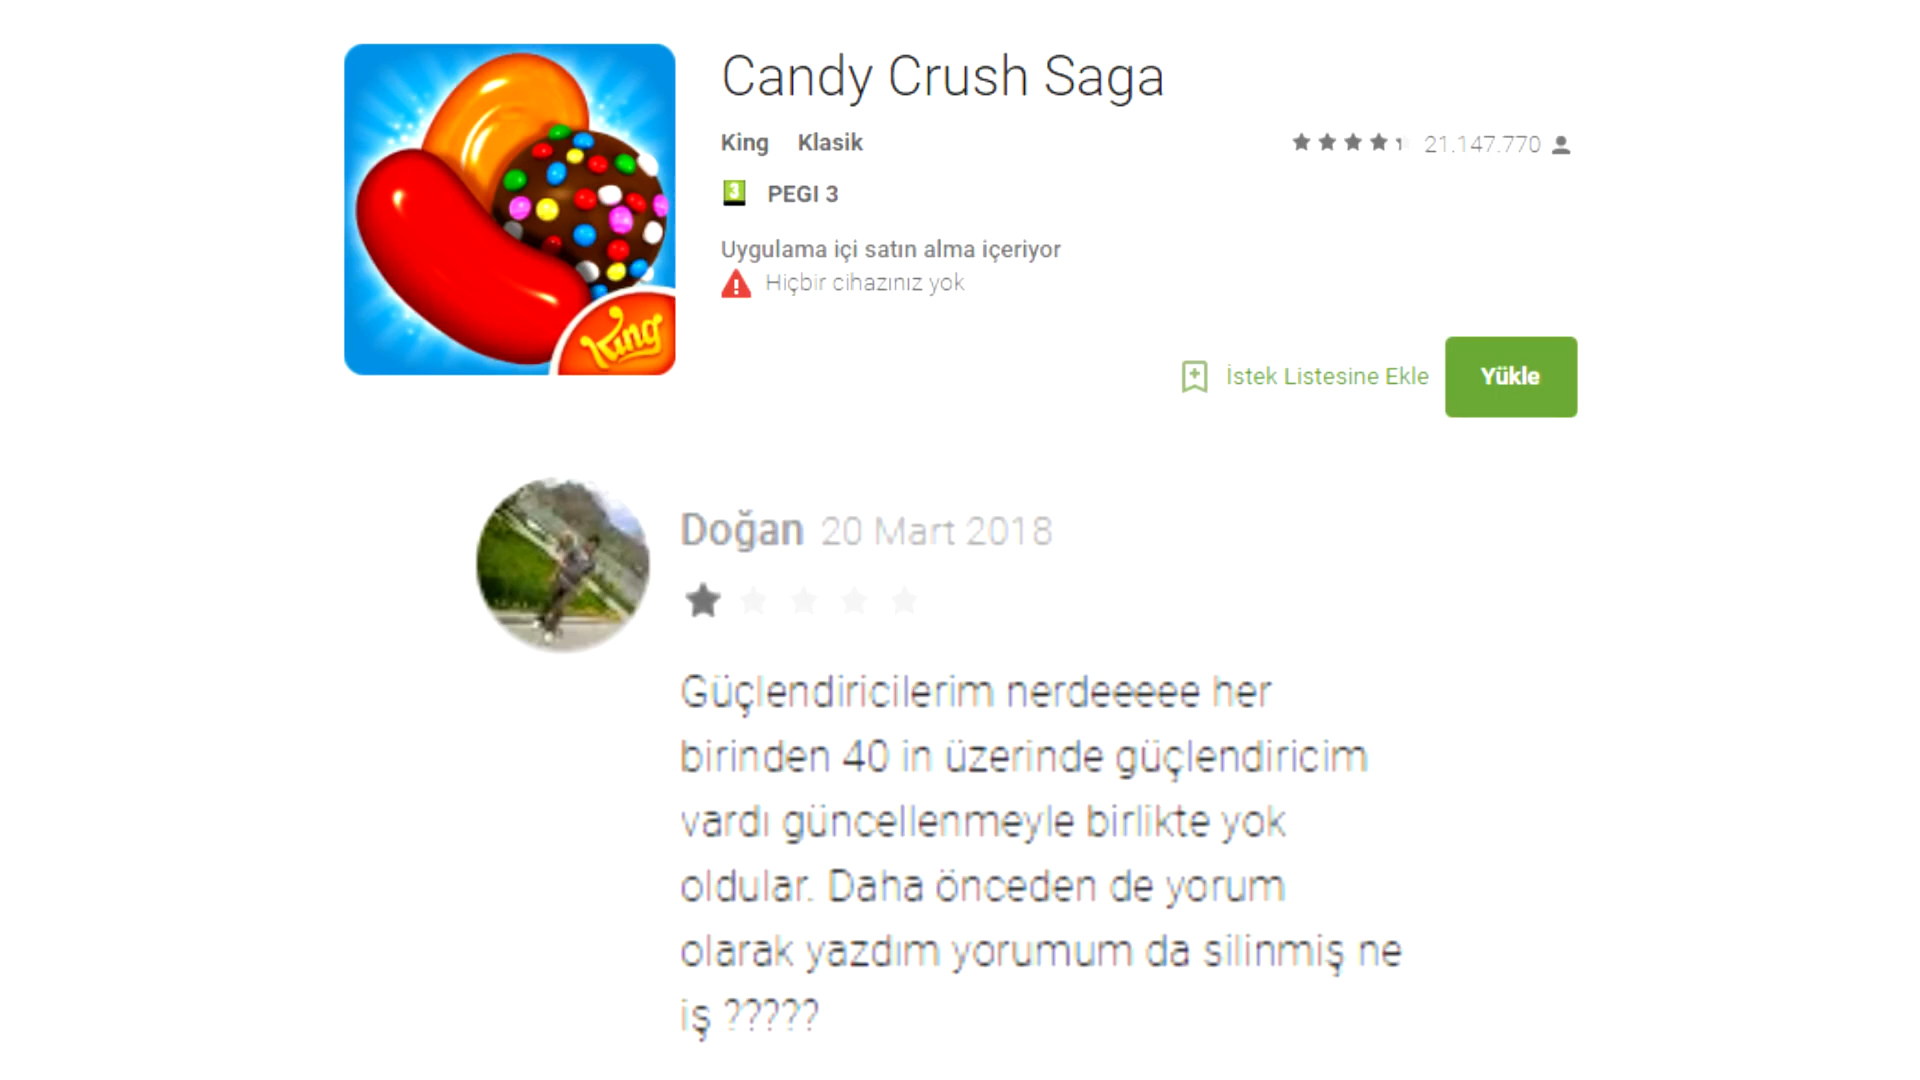 Candy Crush Saga
King Klasik
21.147.770
3 PEGI 3
Uygulama içi satın alma içeriyor
Hiçbir cihazınız yok
King
İstek Listesine Ekle Yükle
Doğan 20 Mart 2018
Güçlendiricilerim nerdeeeee her
birinden 40 in üzerinde güçlendiricim
vardı güncellenmeyle birlikte yok
oldular. Daha önceden de yorum
olarak yazdım yorumum da silinmiş ne
iş ?????